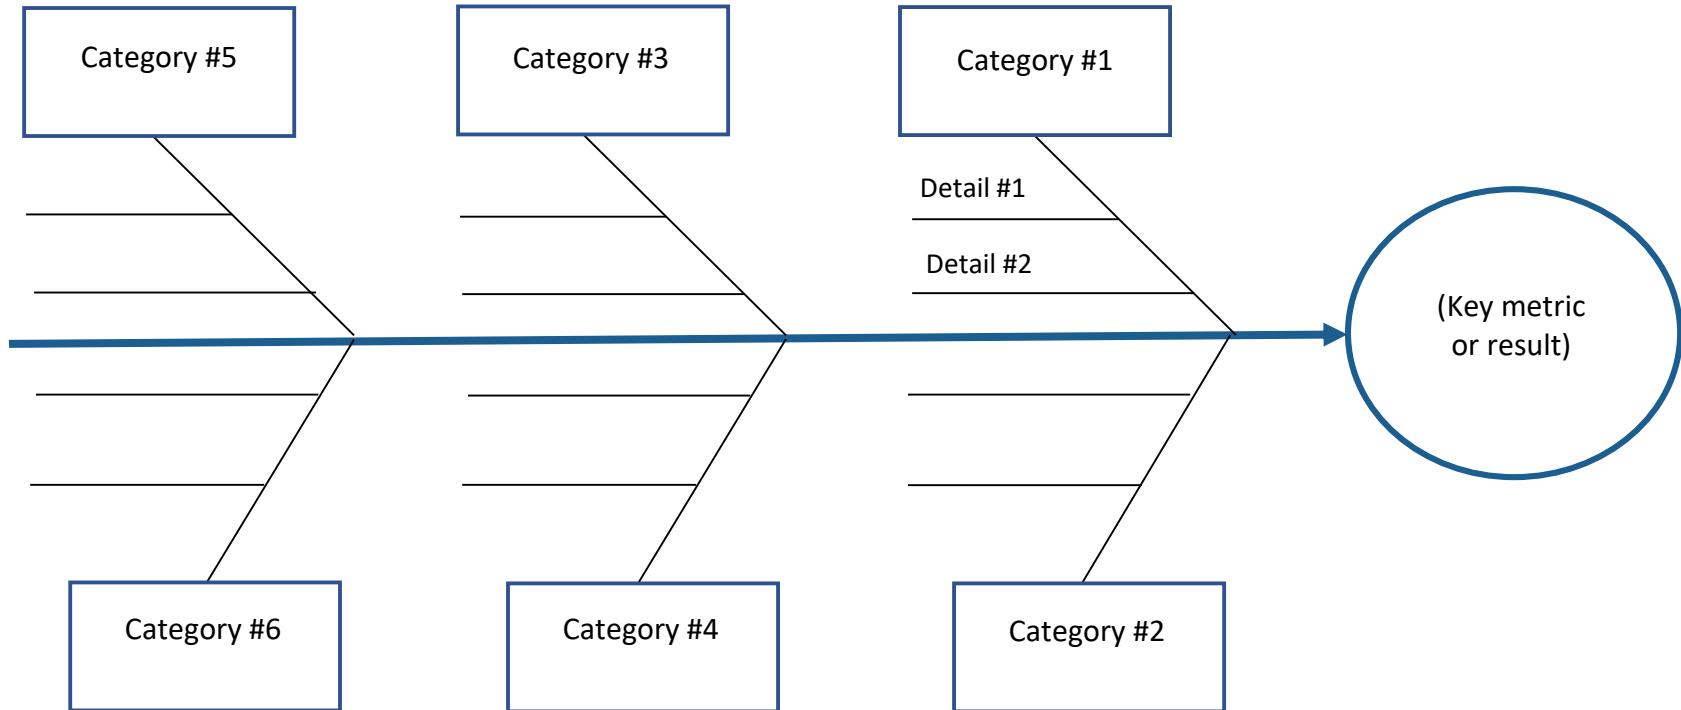 Category #5
Category #3
Category #1
Detail #1
Detail #2
(Key metric
or result)
Category #6
Category #4
Category #2